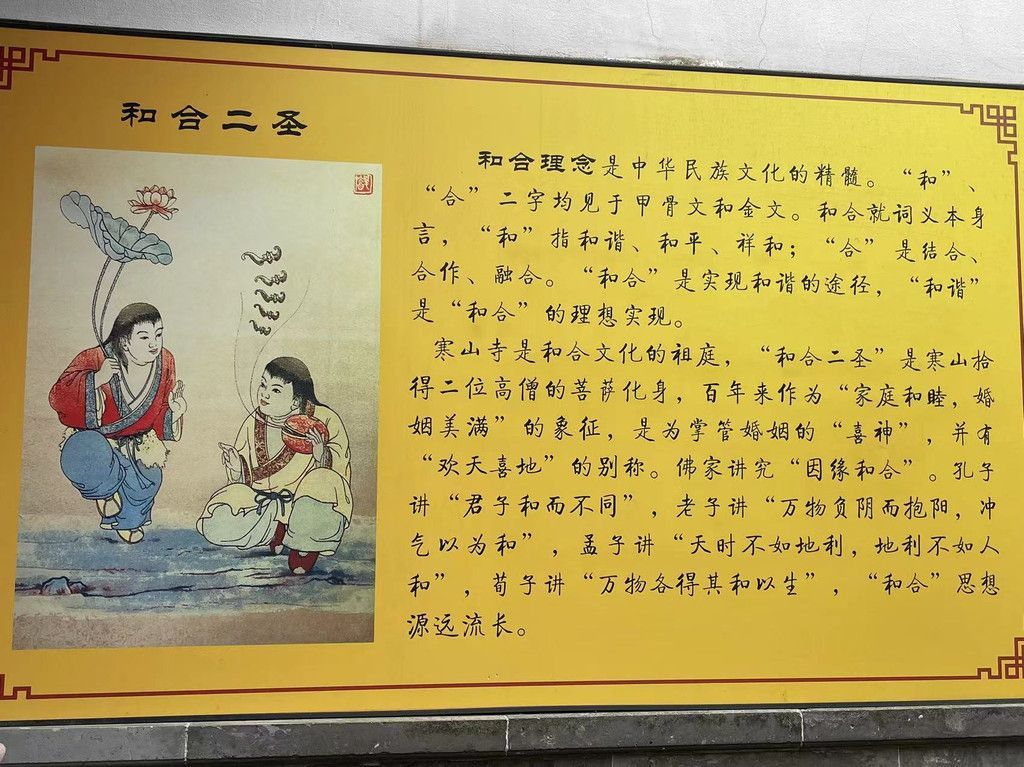 和合二圣
和合理念是中华民族文化的精髓。“和”、
“合”二字均见于甲骨文和金文。和合就词义本身
言，“和”指和谐、和平、祥和；“合”是结合、
合作、融合。“和合”是实现和谐的途径，“和谐”
是“和合”的理想实现。
寒山寺是和合文化的祖庭，“和合二圣”是寒山拾
得二位高僧的菩萨化身，百年来作为“家庭和睦，婚
姻美满”的象征，是为掌管婚姻的“喜神”，并有
“欢天喜地”的别称。佛家讲究“因缘和合”。孔子
讲“君子和而不同”，老子讲“万物负阴而抱阳，冲
气以为和”，孟子讲“天时不如地利，地利不如人
和”，荀子讲“万物各得其和以生”，“和合”思想
源远流长。